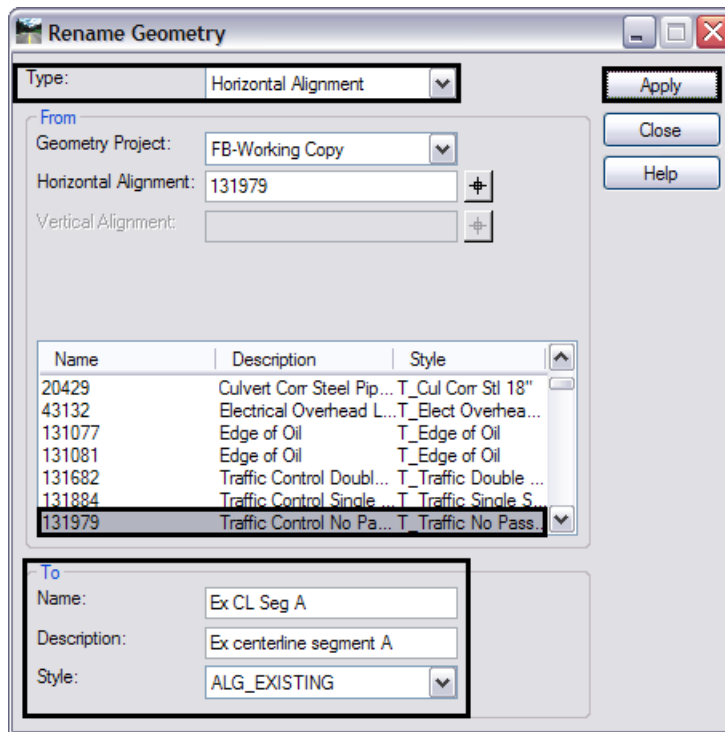 Rename Geometry
Type: Horizontal Alignment
Apply
From
Close
Geometry Project: FB-Working Copy
Help
Horizontal Alignment: 131979
Vertical Alignment:
Name Description Style
20429 Culvert Corr Steel Pip... T_Cul Corr Stl 18"
43132 Electrical Overhead L... T_Elect Overhea...
131077 Edge of Oil T_Edge of Oil
131081 Edge of Oil T_Edge of Oil
131682 Traffic Control Doubl... T_Traffic Double ...
131884 Traffic Control Single ... T_Traffic Single S...
131979 Traffic Control No Pa... T_Traffic No Pass...
To
Name: Ex CL Seg A
Description: Ex centerline segment A
Style: ALG_EXISTING